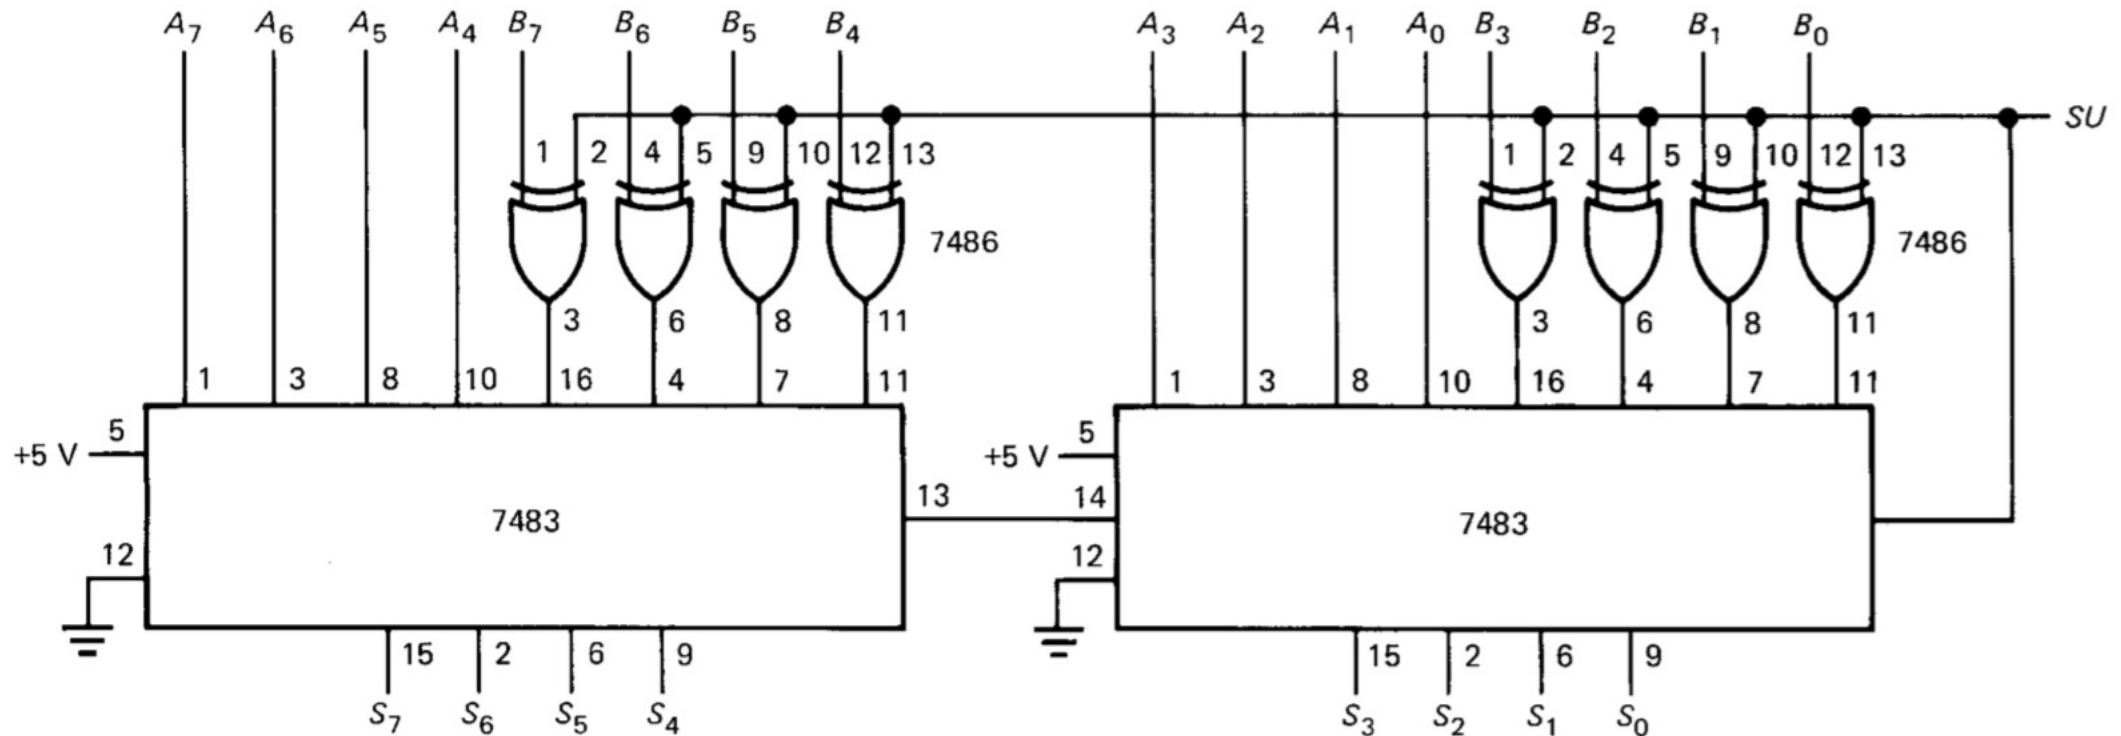 A7 A6 A5 A4 B7 B6 B5 B4 A3 A2 A1 A0 B3 B2 B1 B0
SU
1 2 4 5 9 10 12 13 1 2 4 5 9 10 12 13
7486 7486
3 6 8 11 3 6 8 11
1 3 8 10 16 4 7 11 1 3 8 10 16 4 7 11
+5 V 5 +5 V 5
13 14
7483 7483
12 12
15 2 6 9 15 2 6 9
S7 S6 S5 S4 S3 S2 S1 S0